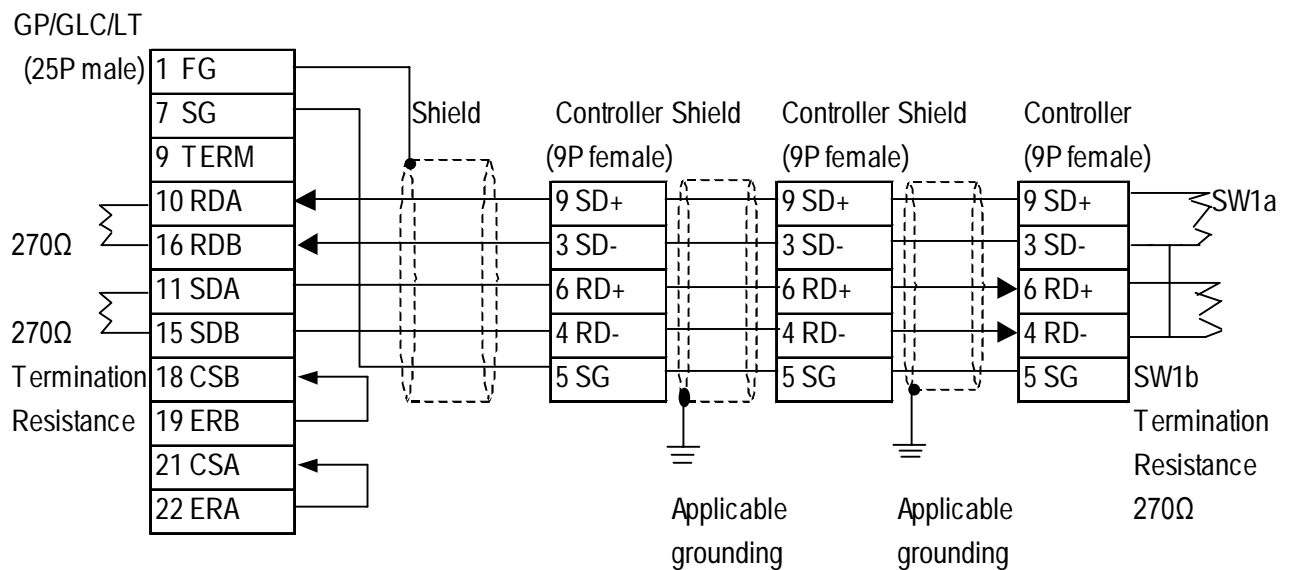 GP/GLC/LT
(25P male)
1 FG
7 SG
9 TERM
10 RDA
16 RDB
11 SDA
15 SDB
18 CSB
19 ERB
21 CSA
22 ERA
270Ω
270Ω
Termination
Resistance
Shield
Controller Shield
(9P female)
9 SD+
3 SD-
6 RD+
4 RD-
5 SG
Applicable
grounding
Controller Shield
(9P female)
9 SD+
3 SD-
6 RD+
4 RD-
5 SG
Applicable
grounding
Controller
(9P female)
9 SD+
3 SD-
6 RD+
4 RD-
5 SG
SW1a
SW1b
Termination
Resistance
270Ω